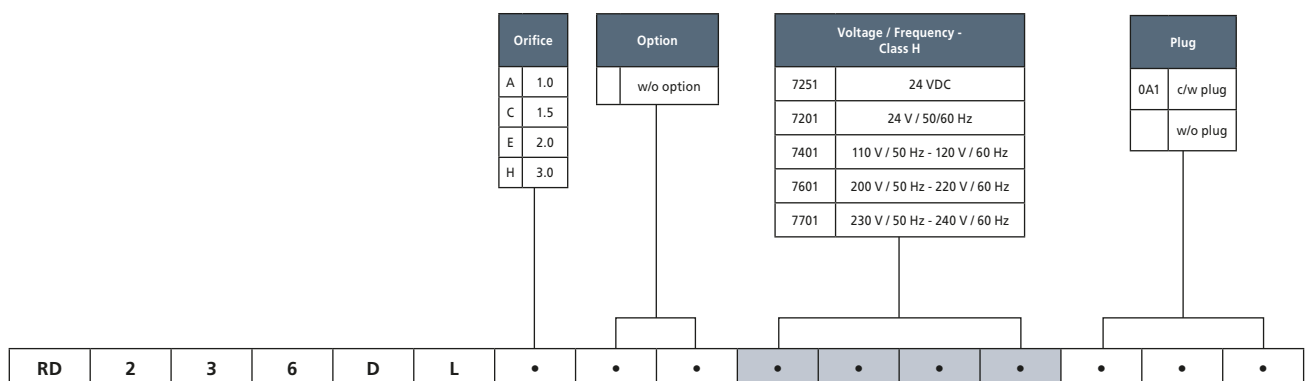 Orifice
A 1.0
C 1.5
E 2.0
H 3.0
Option
w/o option
Voltage / Frequency -
Class H
7251 24 VDC
7201 24 V / 50/60 Hz
7401 110 V / 50 Hz - 120 V / 60 Hz
7601 200 V / 50 Hz - 220 V / 60 Hz
7701 230 V / 50 Hz - 240 V / 60 Hz
Plug
0A1 c/w plug
w/o plug
RD 2 3 6 D L • • • • • • • • • •